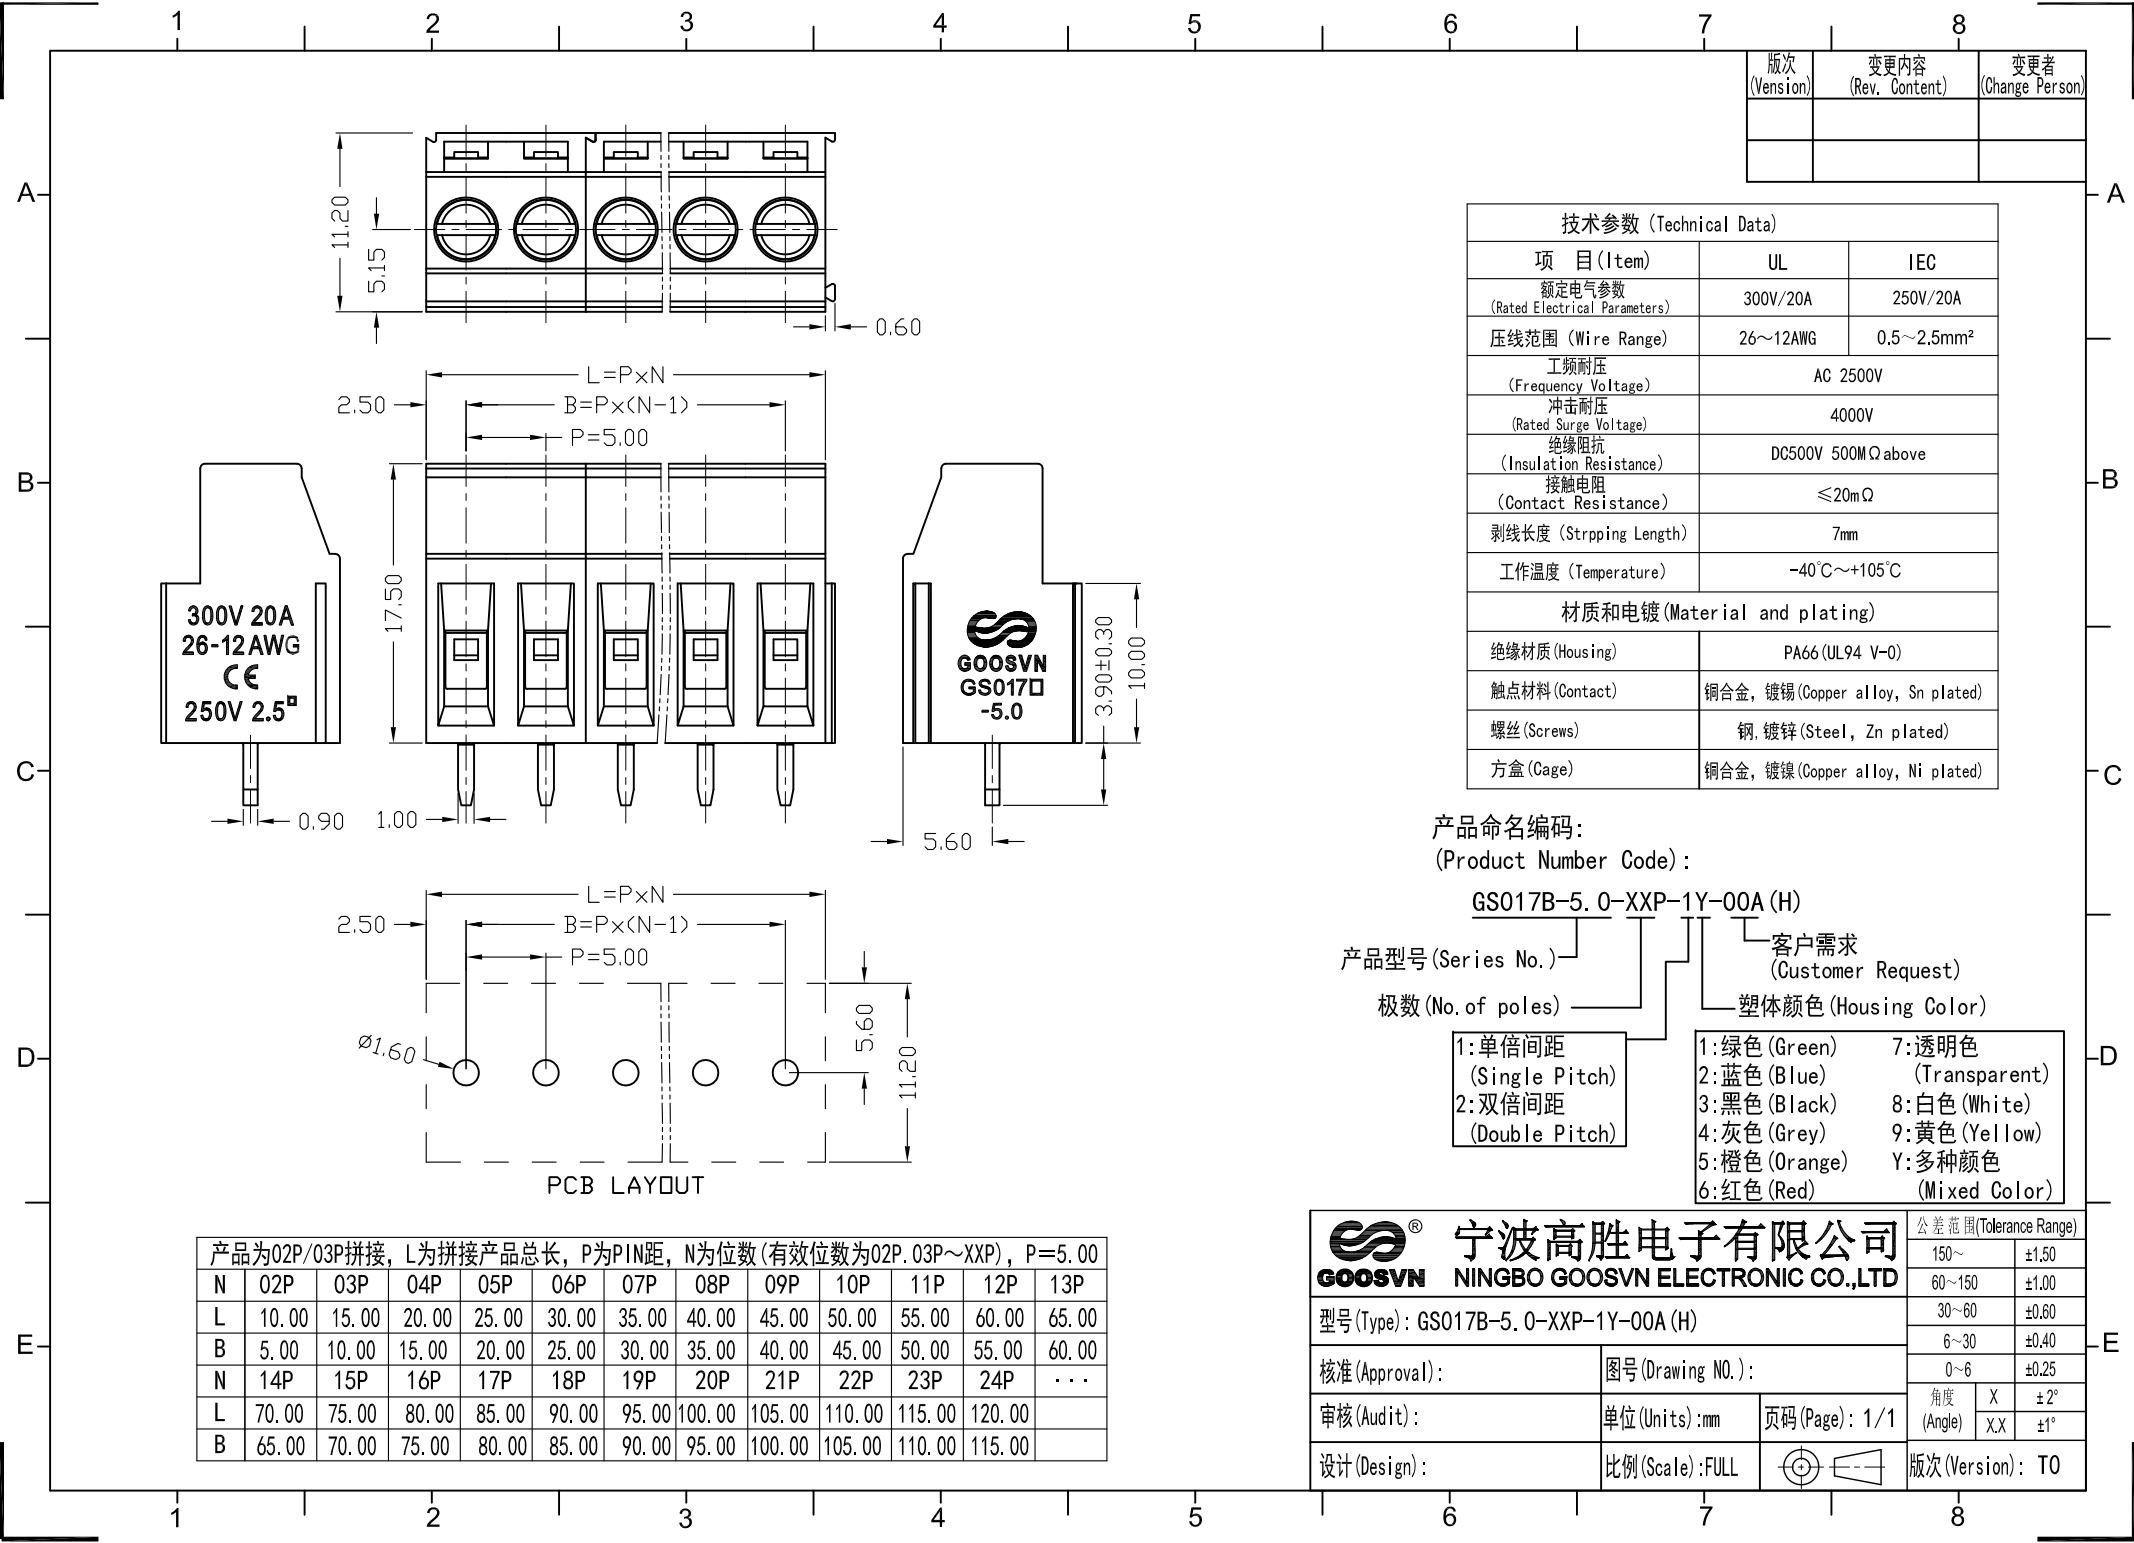 1 2 3 4 5 6 7 8
版次 变更内容 变更者
(Vension) (Rev. Content) (Change Person)
A A
11.20
5.15
0.60
L=P×N
2.50 B=P×(N-1)
P=5.00
B B
17.50
300V 20A
26-12 AWG
CE
250V 2.5
GOOSVN
GS017□
-5.0
3.90±0.30
10.00
C C
0.90 1.00
5.60
L=P×N
2.50 B=P×(N-1)
P=5.00
Ø1.60
5.60
11.20
D D
PCB LAYOUT
技术参数 (Technical Data)
项 目(Item) UL IEC
额定电气参数
(Rated Electrical Parameters) 300V/20A 250V/20A
压线范围 (Wire Range) 26～12AWG 0.5～2.5mm²
工频耐压
(Frequency Voltage) AC 2500V
冲击耐压
(Rated Surge Voltage) 4000V
绝缘阻抗
(Insulation Resistance) DC500V 500MΩabove
接触电阻
(Contact Resistance) ≤20mΩ
剥线长度 (Strpping Length) 7mm
工作温度 (Temperature) -40℃～+105℃
材质和电镀(Material and plating)
绝缘材质(Housing) PA66(UL94 V-0)
触点材料(Contact) 铜合金, 镀锡(Copper alloy, Sn plated)
螺丝(Screws) 钢,镀锌(Steel, Zn plated)
方盒(Cage) 铜合金, 镀镍(Copper alloy, Ni plated)
产品命名编码:
(Product Number Code):
GS017B-5.0-XXP-1Y-00A(H)
产品型号(Series No.)
客户需求
(Customer Request)
极数(No.of poles)
塑体颜色(Housing Color)
1:单倍间距
(Single Pitch)
2:双倍间距
(Double Pitch)
1:绿色(Green) 7:透明色
2:蓝色(Blue) (Transparent)
3:黑色(Black) 8:白色(White)
4:灰色(Grey) 9:黄色(Yellow)
5:橙色(Orange) Y:多种颜色
6:红色(Red) (Mixed Color)
产品为02P/03P拼接, L为拼接产品总长, P为PIN距, N为位数(有效位数为02P.03P～XXP), P=5.00
N 02P 03P 04P 05P 06P 07P 08P 09P 10P 11P 12P 13P
L 10.00 15.00 20.00 25.00 30.00 35.00 40.00 45.00 50.00 55.00 60.00 65.00
B 5.00 10.00 15.00 20.00 25.00 30.00 35.00 40.00 45.00 50.00 55.00 60.00
N 14P 15P 16P 17P 18P 19P 20P 21P 22P 23P 24P ···
L 70.00 75.00 80.00 85.00 90.00 95.00 100.00 105.00 110.00 115.00 120.00
B 65.00 70.00 75.00 80.00 85.00 90.00 95.00 100.00 105.00 110.00 115.00
E E
GOOSVN ®
宁波高胜电子有限公司
NINGBO GOOSVN ELECTRONIC CO.,LTD
型号(Type): GS017B-5.0-XXP-1Y-00A(H)
核准(Approval): 图号(Drawing NO.):
审核(Audit): 单位(Units):mm 页码(Page): 1/1
设计(Design): 比例(Scale):FULL
公差范围(Tolerance Range)
150～ ±1.50
60～150 ±1.00
30～60 ±0.60
6～30 ±0.40
0～6 ±0.25
角度 X ±2°
(Angle) X.X ±1°
版次(Version): T0
1 2 3 4 5 6 7 8